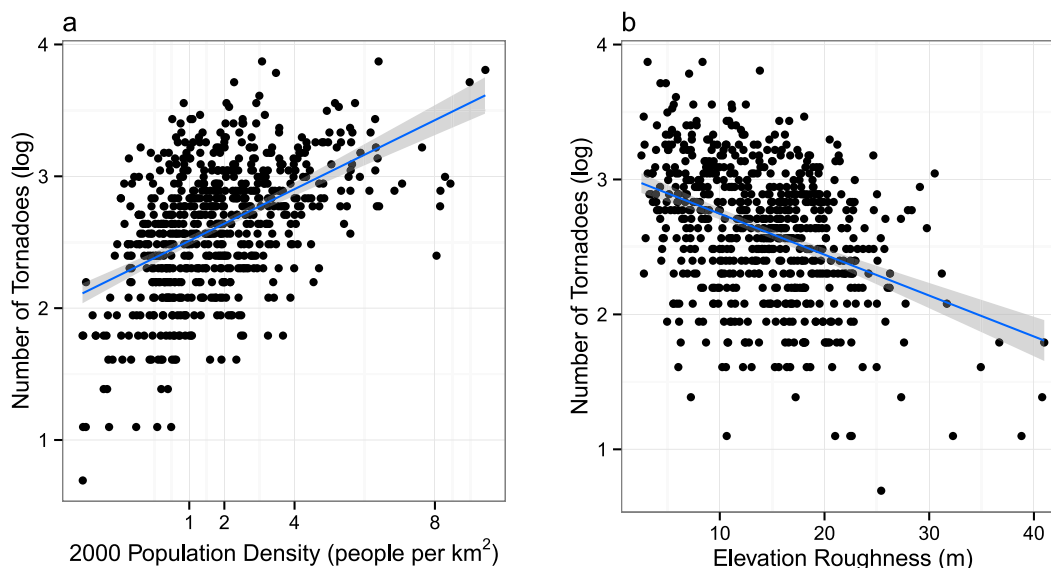 a
4
3
2
1
Number of Tornadoes (log)
1 2 4 8
2000 Population Density (people per km²)
b
4
3
2
1
Number of Tornadoes (log)
10 20 30 40
Elevation Roughness (m)